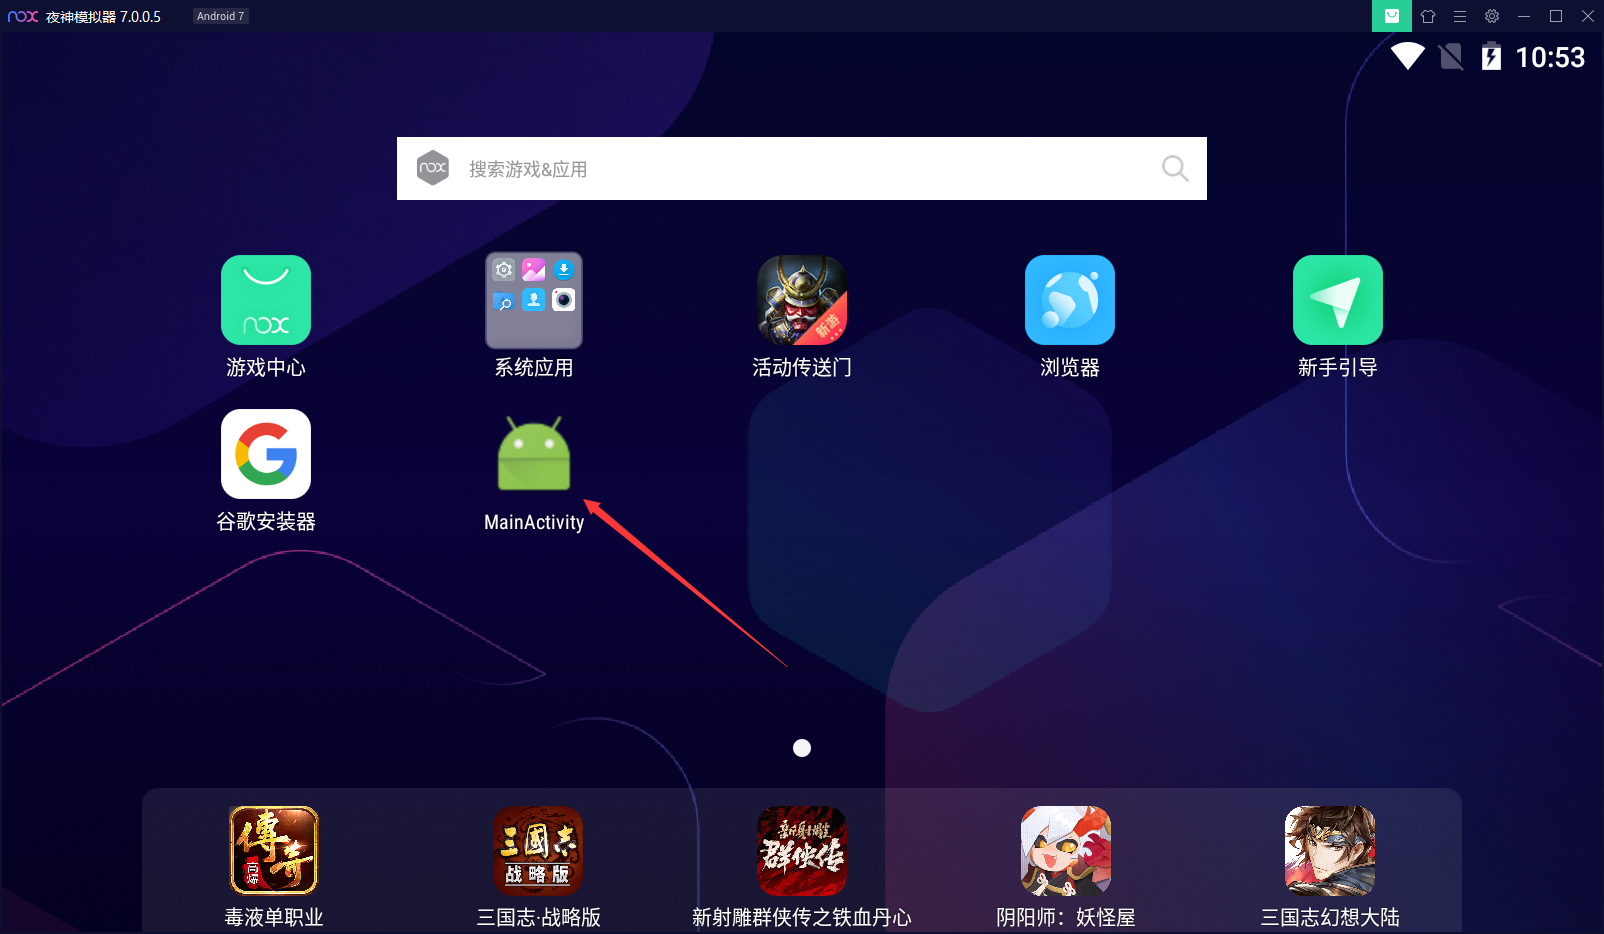 nox 夜神模拟器 7.0.0.5 Android 7
10:53
nox 搜索游戏&应用
nox
新游
游戏中心 系统应用 活动传送门 浏览器 新手引导
G
谷歌安装器 MainActivity
傳奇
三國志
战略版
新射雕
群侠传
毒液单职业 三国志·战略版 新射雕群侠传之铁血丹心 阴阳师：妖怪屋 三国志幻想大陆